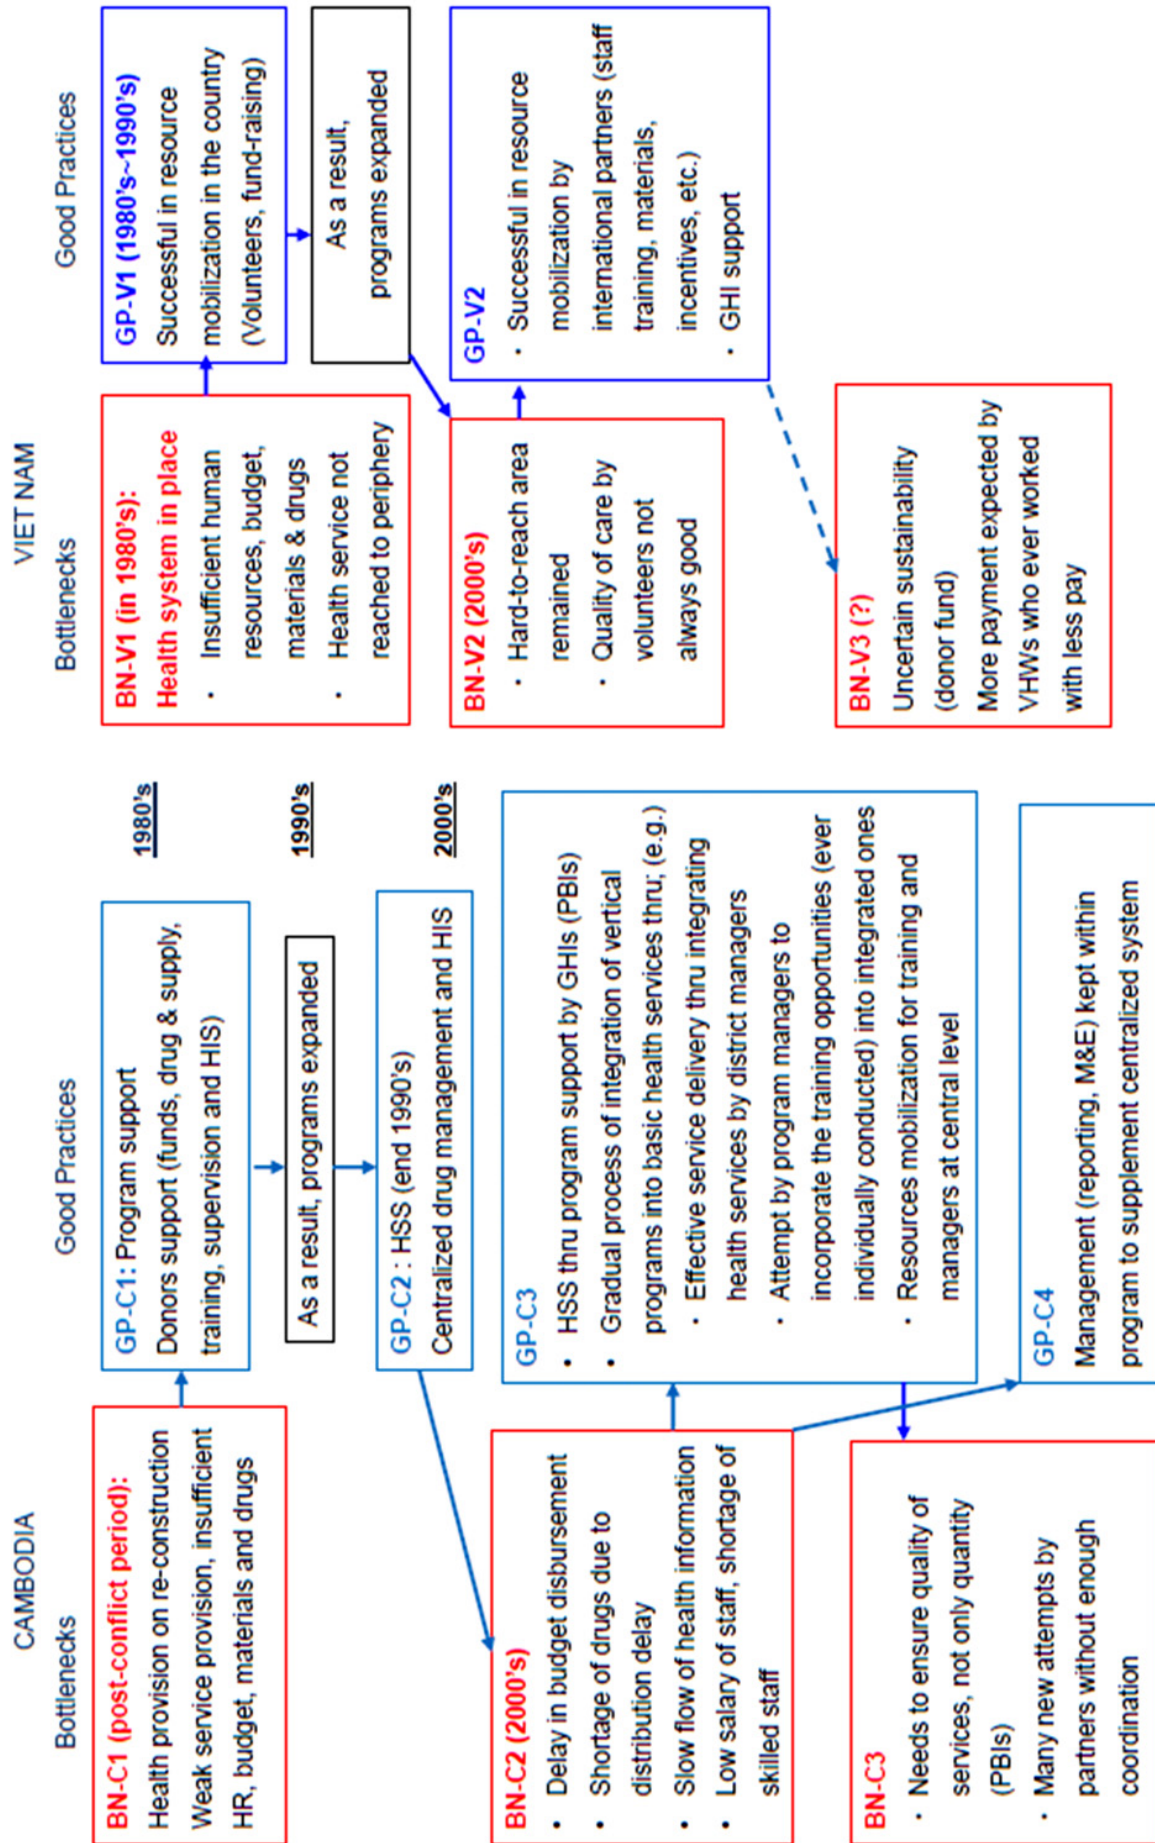 CAMBODIA
Bottlenecks
Good Practices
BN-C1 (post-conflict period):
Health provision on re-construction
Weak service provision, insufficient
HR, budget, materials and drugs
GP-C1: Program support
Donors support (funds, drug & supply,
training, supervision and HIS)
As a result, programs expanded
GP-C2 : HSS (end 1990's)
Centralized drug management and HIS
BN-C2 (2000's)
• Delay in budget disbursement
• Shortage of drugs due to
distribution delay
• Slow flow of health information
• Low salary of staff, shortage of
skilled staff
GP-C3
• HSS thru program support by GHIs (PBIs)
• Gradual process of integration of vertical
programs into basic health services thru; (e.g.)
• Effective service delivery thru integrating
health services by district managers
• Attempt by program managers to
incorporate the training opportunities (ever
individually conducted) into integrated ones
• Resources mobilization for training and
managers at central level
BN-C3
• Needs to ensure quality of
services, not only quantity
(PBIs)
• Many new attempts by
partners without enough
coordination
GP-C4
Management (reporting, M&E) kept within
program to supplement centralized system
1980's
1990's
2000's
VIET NAM
Bottlenecks
Good Practices
BN-V1 (in 1980's):
Health system in place
• Insufficient human
resources, budget,
materials & drugs
• Health service not
reached to periphery
GP-V1 (1980's~1990's)
Successful in resource
mobilization in the country
(Volunteers, fund-raising)
As a result,
programs expanded
BN-V2 (2000's)
• Hard-to-reach area
remained
• Quality of care by
volunteers not
always good
GP-V2
• Successful in resource
mobilization by
international partners (staff
training, materials,
incentives, etc.)
• GHI support
BN-V3 (?)
Uncertain sustainability
(donor fund)
More payment expected by
VHWs who ever worked
with less pay